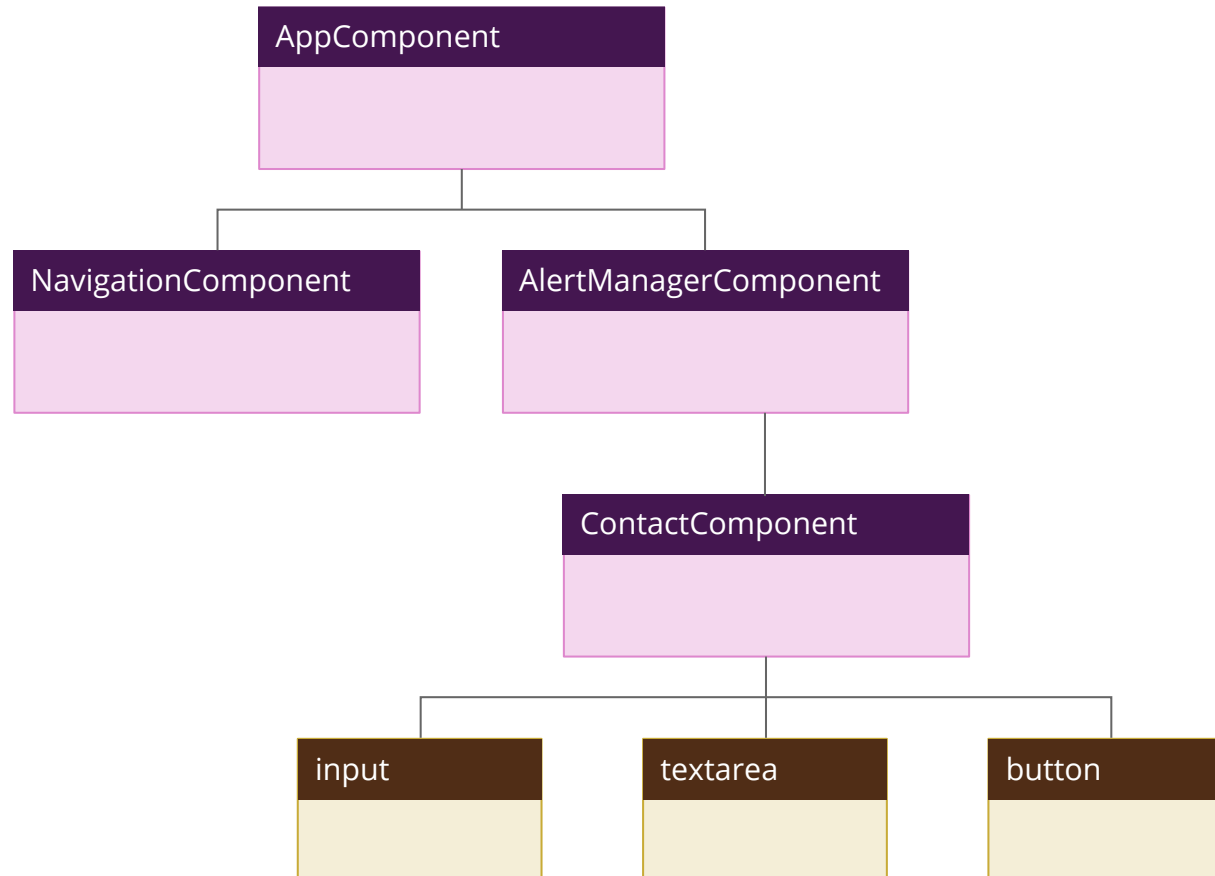 AppComponent
NavigationComponent
AlertManagerComponent
ContactComponent
input
textarea
button